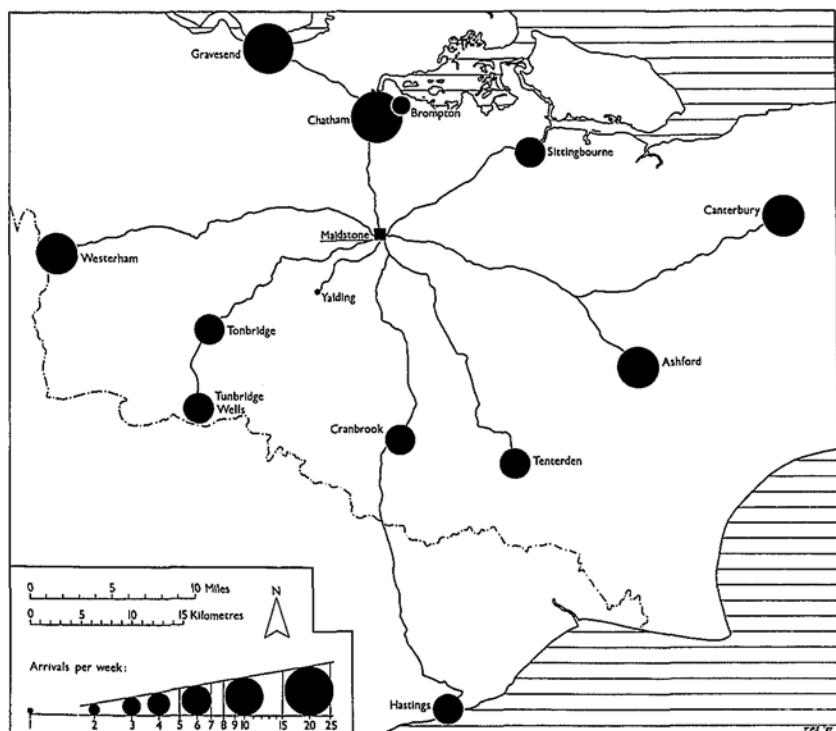 Gravesend
Chatham
Brompton
Sittingbourne
Canterbury
Maidstone
Westerham
Yalding
Tonbridge
Ashford
Tunbridge
Wells
Cranbrook
Tenterden
0 5 10 Miles
0 5 10 15 Kilometres
N
Arrivals per week:
1 2 3 4 5 6 7 8 9 10 15 20 25
Hastings